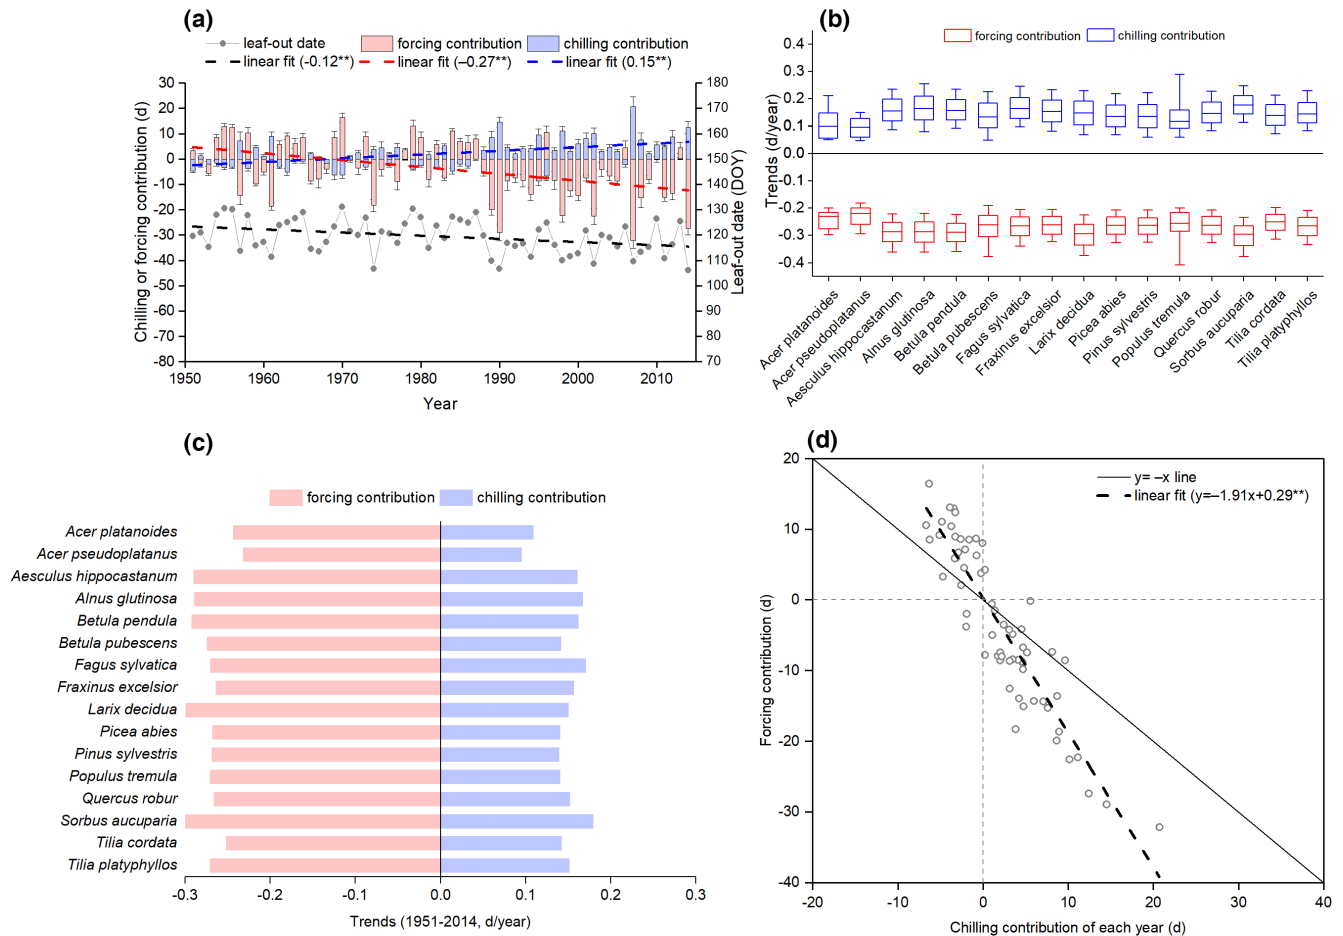 (a)
leaf-out date forcing contribution chilling contribution
linear fit (-0.12**) linear fit (–0.27**) linear fit (0.15**)
Chilling or forcing contribution (d)
30
20
10
0
-10
-20
-30
-40
-50
-60
-70
-80
180
170
160
150
140
130
120
110
100
90
80
70
Leaf-out date (DOY)
1950 1960 1970 1980 1990 2000 2010
Year
(b)
forcing contribution chilling contribution
Trends (d/year)
0.4
0.3
0.2
0.1
0.0
-0.1
-0.2
-0.3
-0.4
Acer platanoides
Acer pseudoplatanus
Aesculus hippocastanum
Alnus glutinosa
Betula pendula
Betula pubescens
Fagus sylvatica
Fraxinus excelsior
Larix decidua
Picea abies
Pinus sylvestris
Populus tremula
Quercus robur
Sorbus aucuparia
Tilia cordata
Tilia platyphyllos
(c)
forcing contribution chilling contribution
Acer platanoides
Acer pseudoplatanus
Aesculus hippocastanum
Alnus glutinosa
Betula pendula
Betula pubescens
Fagus sylvatica
Fraxinus excelsior
Larix decidua
Picea abies
Pinus sylvestris
Populus tremula
Quercus robur
Sorbus aucuparia
Tilia cordata
Tilia platyphyllos
-0.3 -0.2 -0.1 0.0 0.1 0.2 0.3
Trends (1951-2014, d/year)
(d)
y= –x line
linear fit (y=–1.91x+0.29**)
Forcing contribution (d)
20
10
0
-10
-20
-30
-40
-20 -10 0 10 20 30 40
Chilling contribution of each year (d)